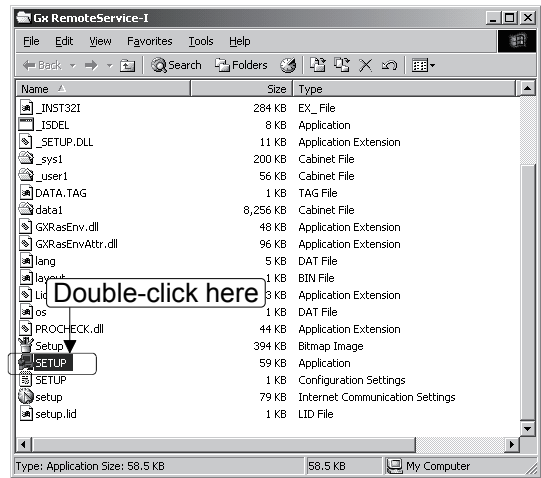 Gx RemoteService-I
File Edit View Favorites Tools Help
Back Search Folders
Name Size Type
_INST32I 284 KB EX_ File
_ISDEL 8 KB Application
_SETUP.DLL 11 KB Application Extension
_sys1 200 KB Cabinet File
_user1 56 KB Cabinet File
DATA.TAG 1 KB TAG File
data1 8,256 KB Cabinet File
GXRasEnv.dll 48 KB Application Extension
GXRasEnvAttr.dll 96 KB Application Extension
lang 5 KB DAT File
1 KB BIN File
3 KB Application Extension
Double-click here
os 1 KB DAT File
PROCHECK.dll 44 KB Application Extension
Setup 394 KB Bitmap Image
SETUP 59 KB Application
SETUP 1 KB Configuration Settings
setup 79 KB Internet Communication Settings
setup.lid 1 KB LID File
Type: Application Size: 58.5 KB 58.5 KB My Computer